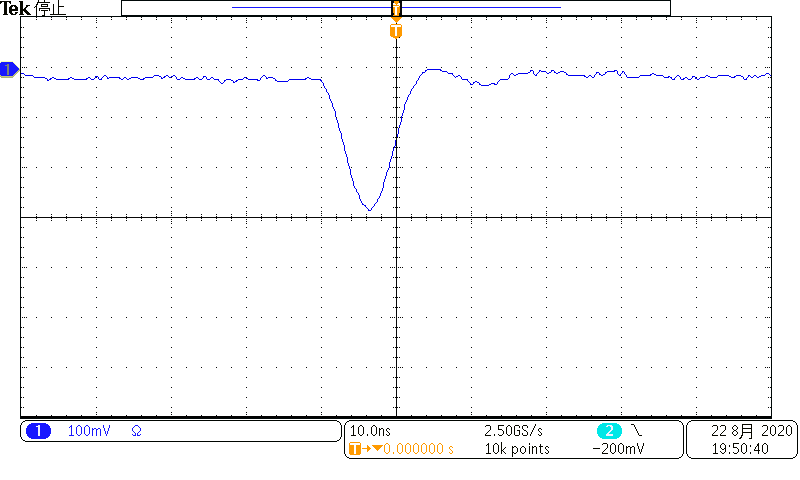 Tek 停止
T
T
1
1 100mV Ω
10.0ns 2.50GS/s 2
T→▼0.000000 s 10k points −200mV
22 8月 2020
19:50:40